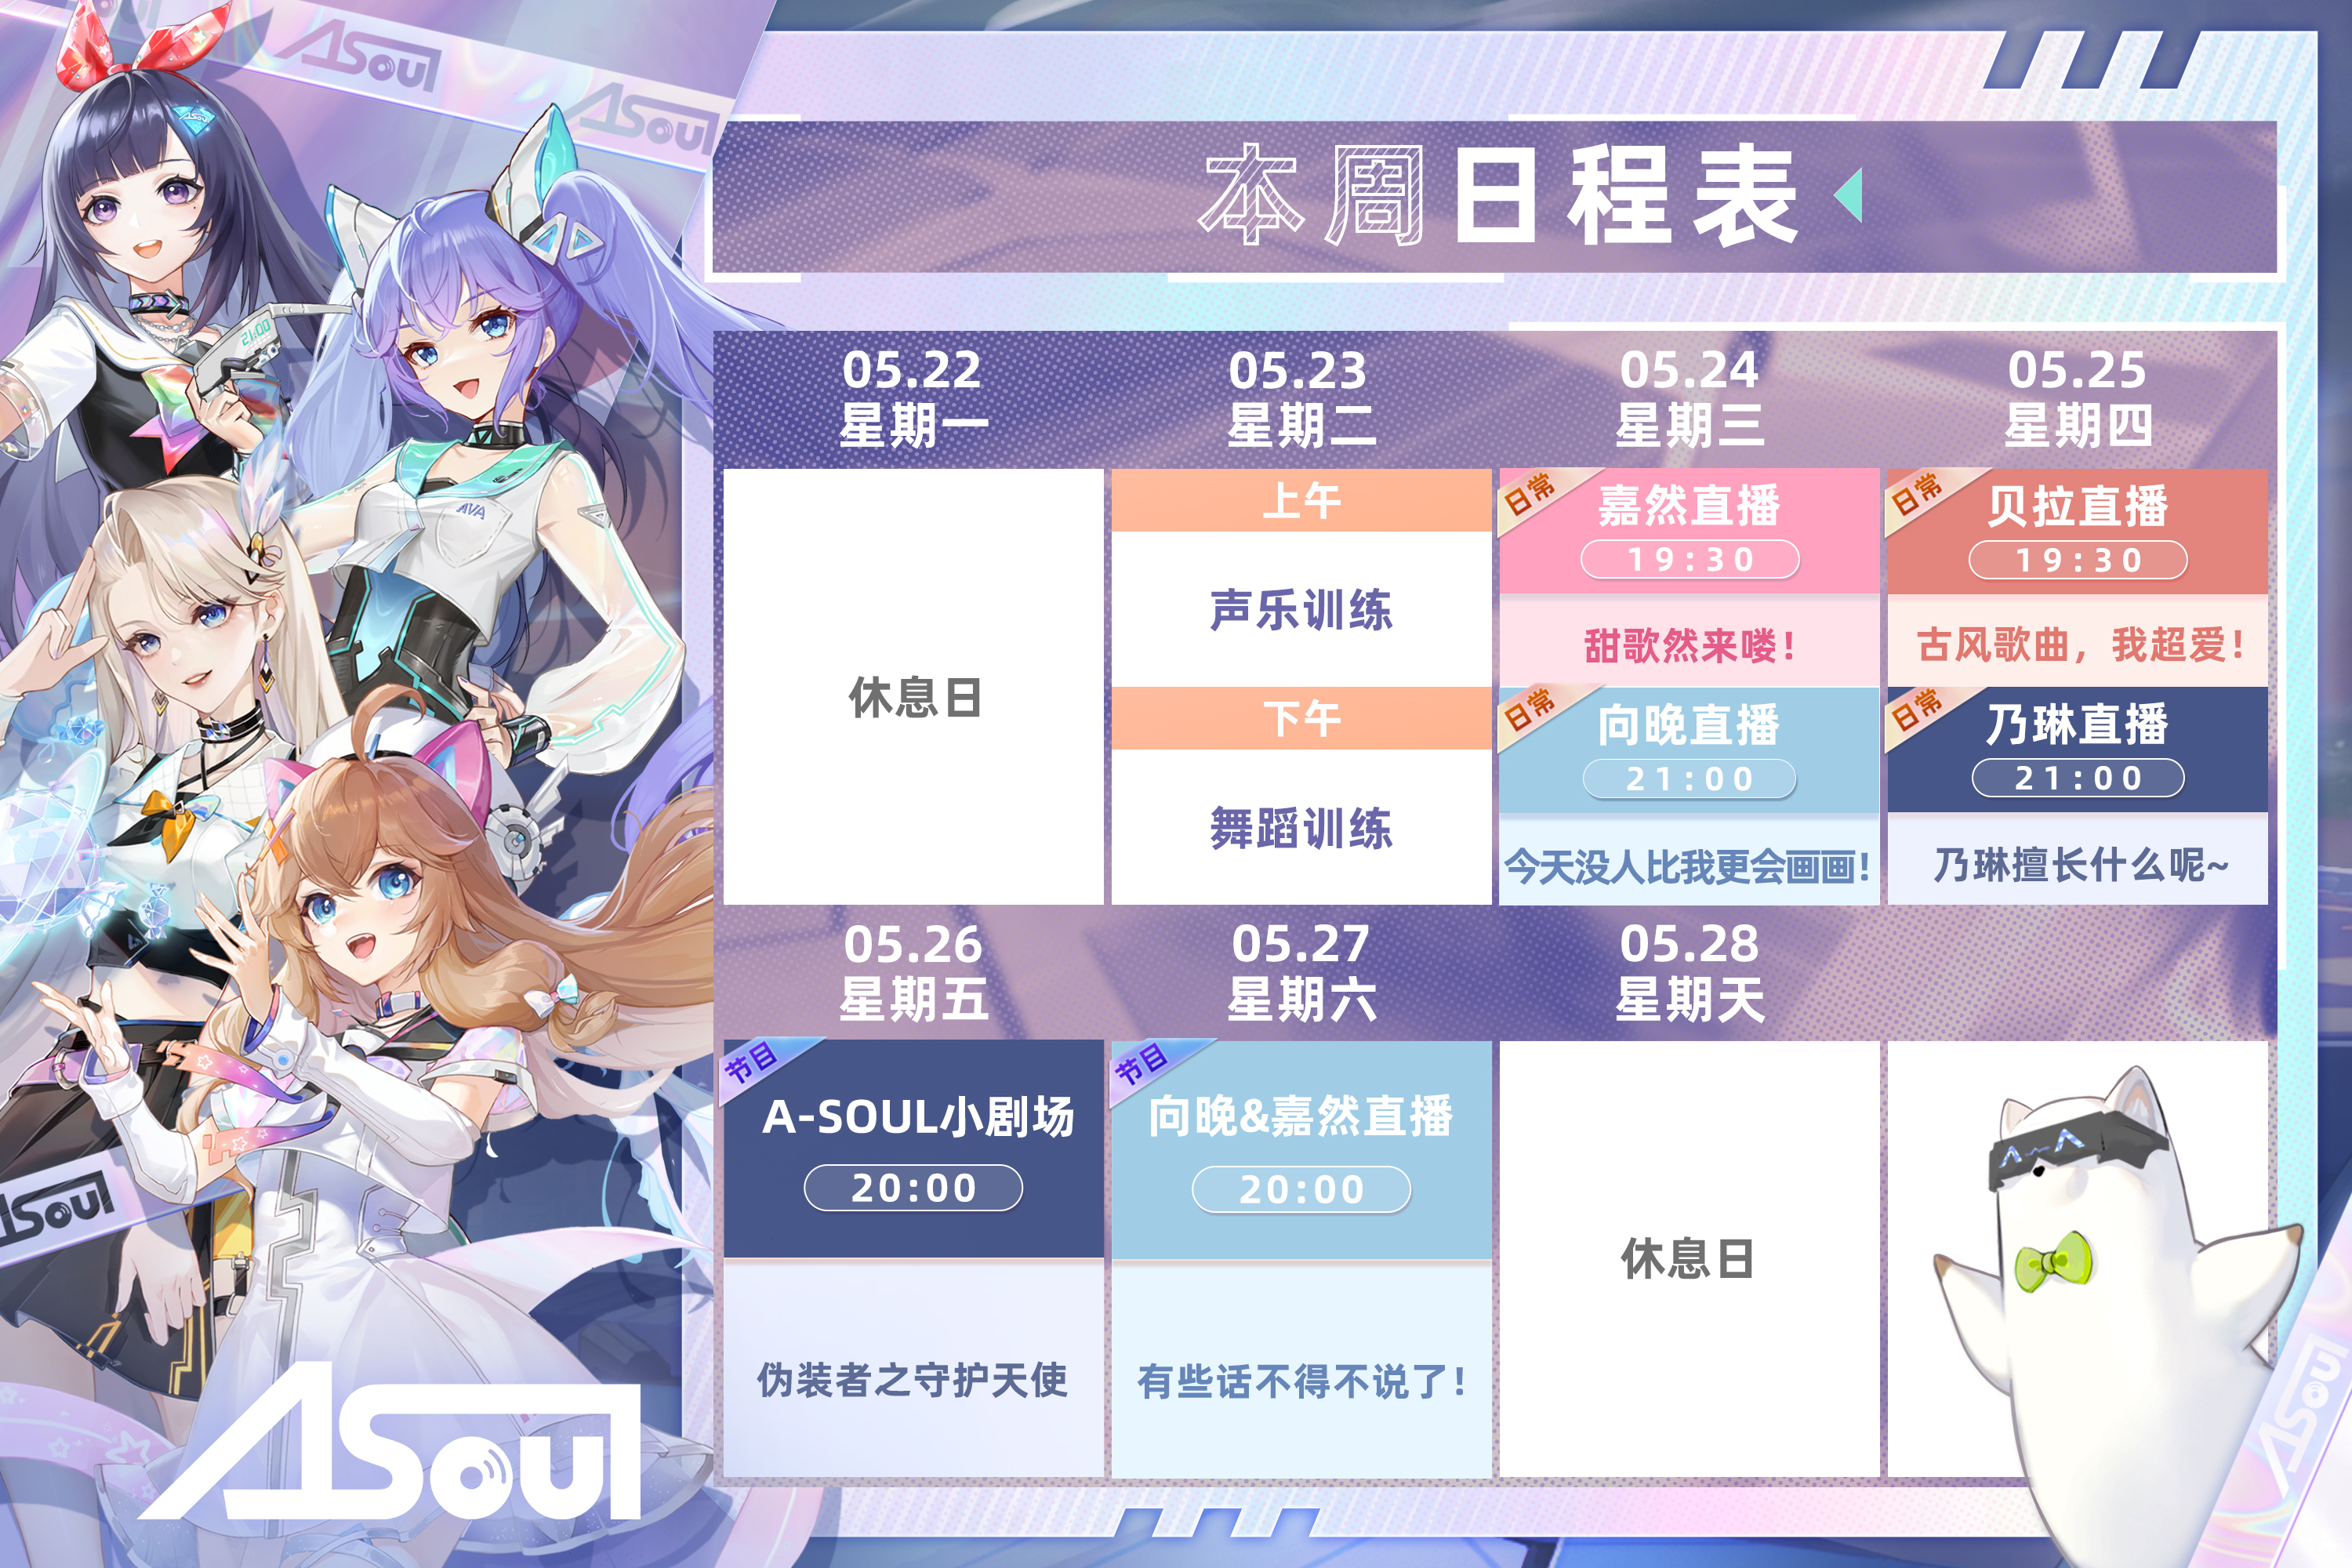 ASoul
ASoul
21:00
AVA
ASoul
ASoul
本周日程表
05.22
星期一
休息日
05.23
星期二
上午
声乐训练
下午
舞蹈训练
05.24
星期三
日常
嘉然直播
19:30
甜歌然来喽!
日常
向晚直播
21:00
今天没人比我更会画画!
05.25
星期四
日常
贝拉直播
19:30
古风歌曲，我超爱!
日常
乃琳直播
21:00
乃琳擅长什么呢~
05.26
星期五
节目
A-SOUL小剧场
20:00
伪装者之守护天使
05.27
星期六
节目
向晚&嘉然直播
20:00
有些话不得不说了!
05.28
星期天
休息日
ASoul